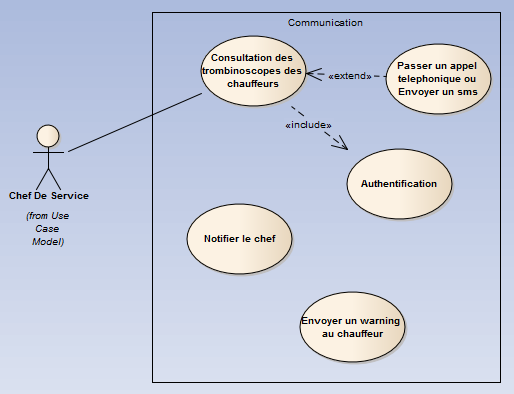 Communication
Consultation des
trombinoscopes des
chauffeurs
Passer un appel
telephonique ou
Envoyer un sms
«extend»
«include»
Authentification
Chef De Service
(from Use
Case
Model)
Notifier le chef
Envoyer un warning
au chauffeur